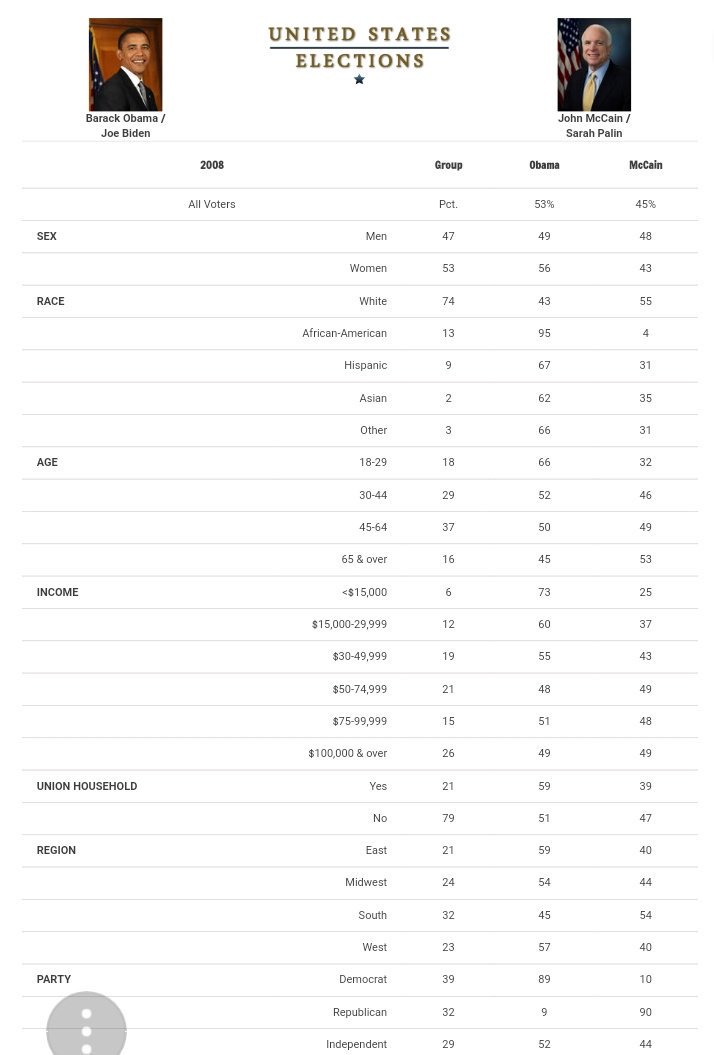 UNITED STATES
ELECTIONS
Barack Obama /
Joe Biden
John McCain /
Sarah Palin
2008 Group Obama McCain
All Voters Pct. 53% 45%
SEX Men 47 49 48
Women 53 56 43
RACE White 74 43 55
African-American 13 95 4
Hispanic 9 67 31
Asian 2 62 35
Other 3 66 31
AGE 18-29 18 66 32
30-44 29 52 46
45-64 37 50 49
65 & over 16 45 53
INCOME <$15,000 6 73 25
$15,000-29,999 12 60 37
$30-49,999 19 55 43
$50-74,999 21 48 49
$75-99,999 15 51 48
$100,000 & over 26 49 49
UNION HOUSEHOLD Yes 21 59 39
No 79 51 47
REGION East 21 59 40
Midwest 24 54 44
South 32 45 54
West 23 57 40
PARTY Democrat 39 89 10
Republican 32 9 90
Independent 29 52 44